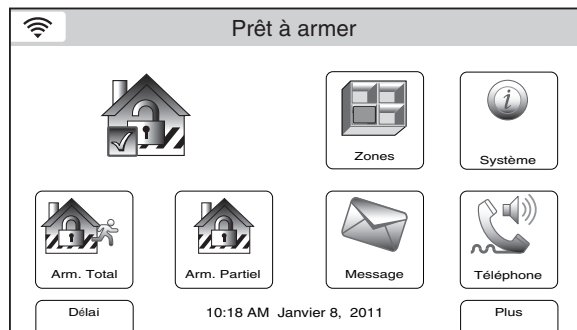 Prêt à armer
Zones
Système
Arm. Total
Arm. Partiel
Message
Téléphone
Délai
10:18 AM Janvier 8, 2011
Plus